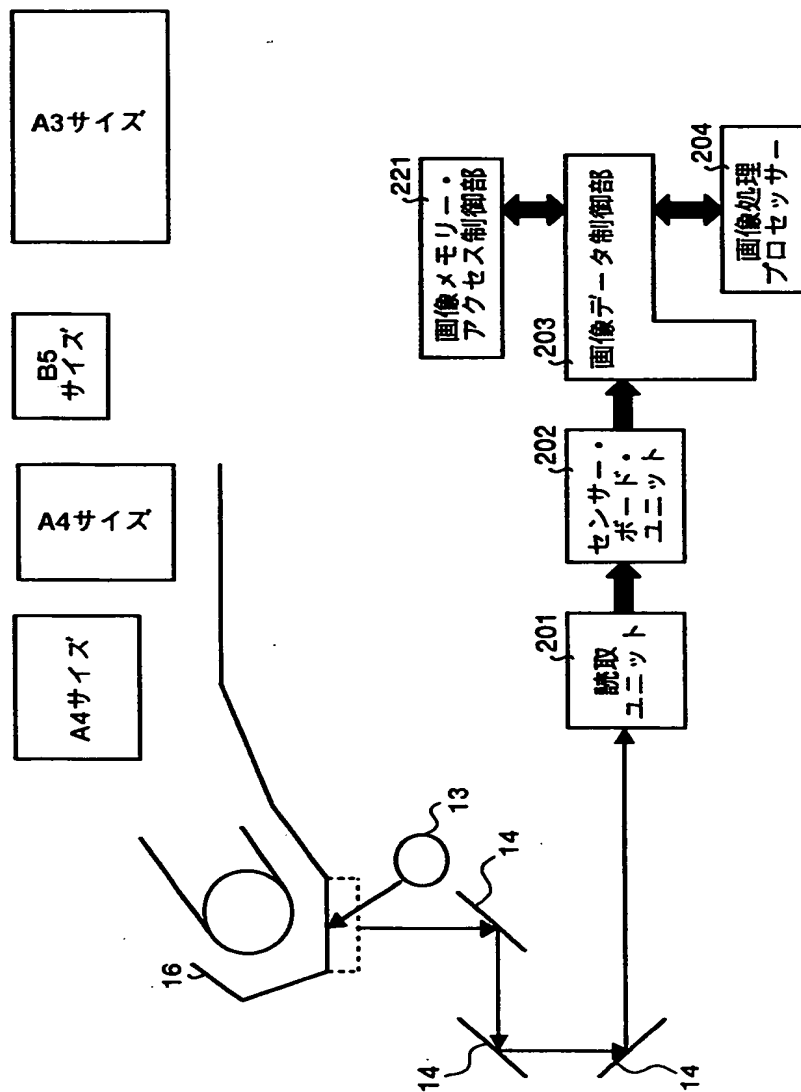 A4サイズ
A4サイズ
B5
サイズ
A3サイズ
16
13
14
14
14
201
読取
ユニット
202
センサー・
ボード・
ユニット
203
画像データ制御部
221
画像メモリー・
アクセス制御部
204
画像処理
プロセッサー